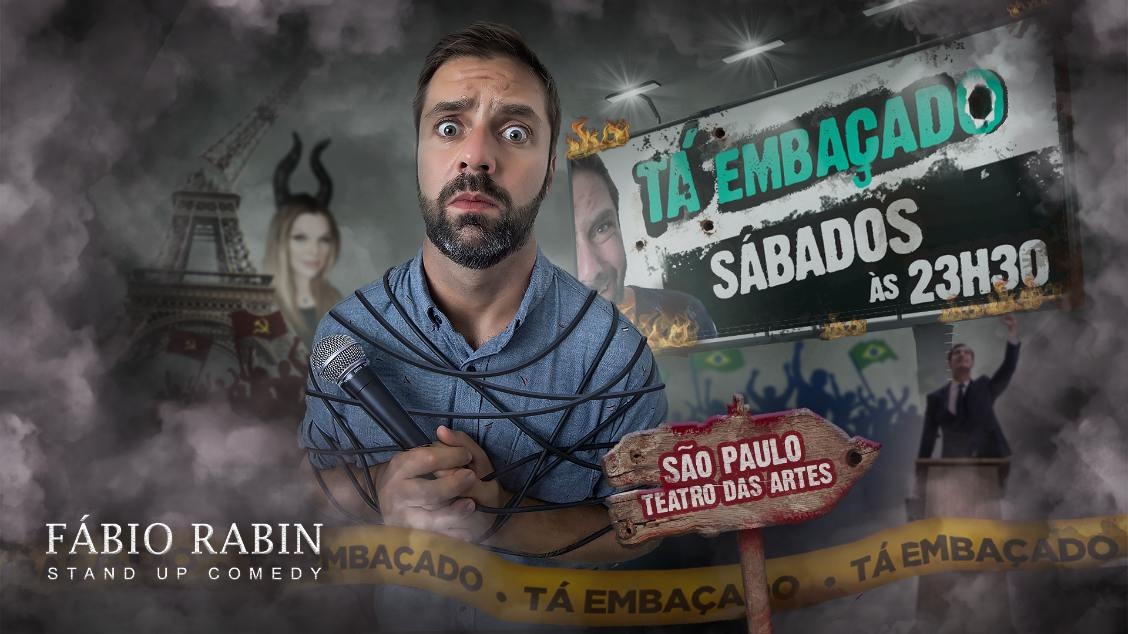 TÁ EMBAÇADO
SÁBADOS
ÀS 23H30
SÃO PAULO
TEATRO DAS ARTES
FÁBIO RABIN
STAND UP COMEDY
MBAÇADO • TÁ EMBAÇADO • TÁ EMBAÇADO